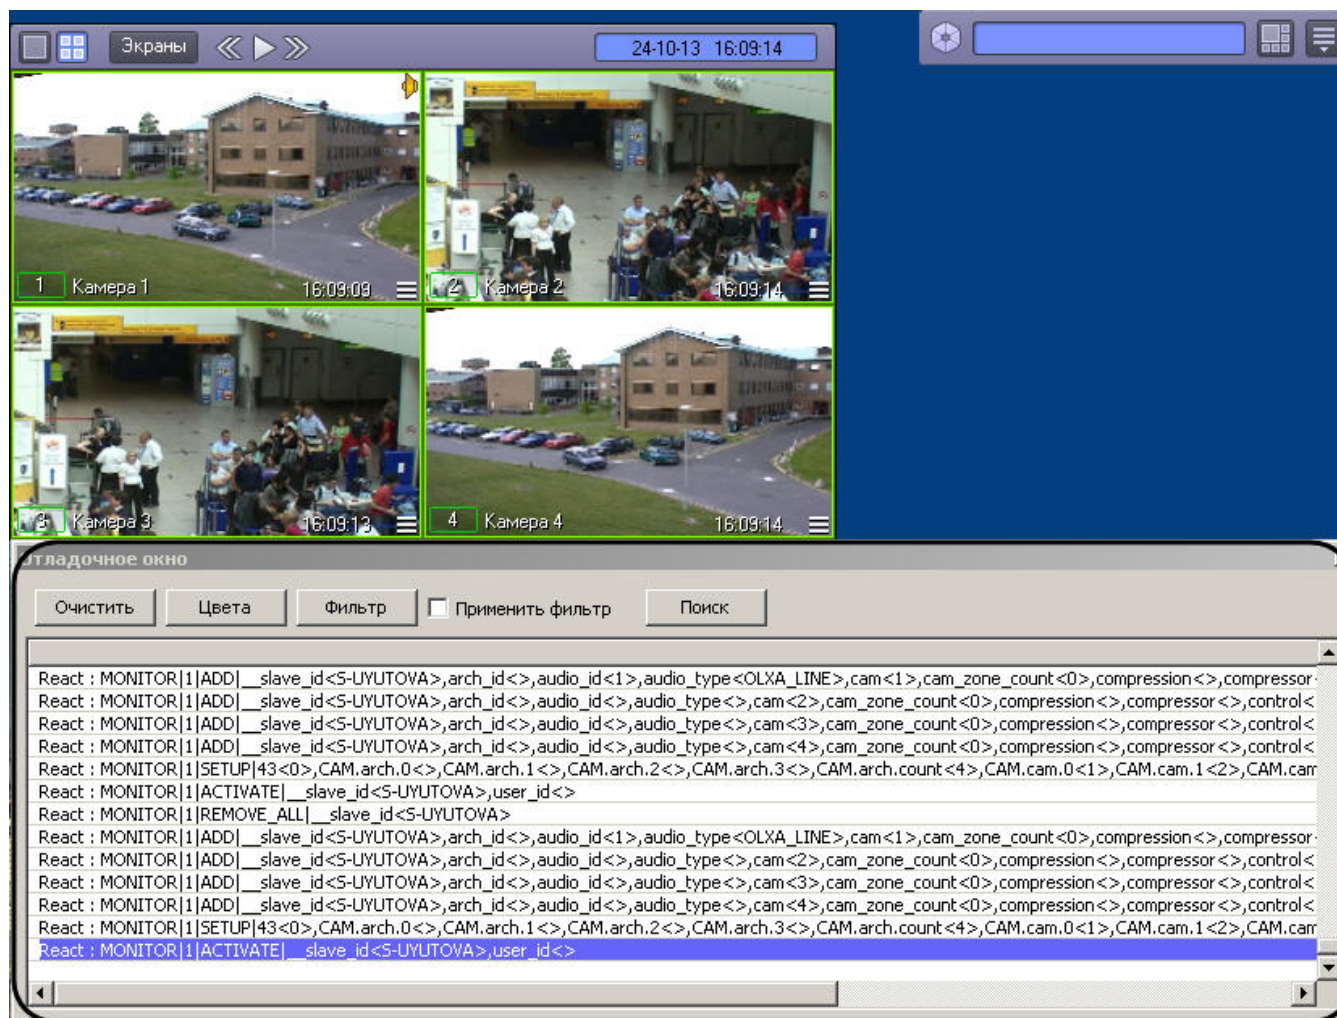 Экраны
24-10-13 16:09:14
1 Камера 1 16:09:09
2 Камера 2 16:09:14
3 Камера 3 16:09:13
4 Камера 4 16:09:14
Отладочное окно
Очистить Цвета Фильтр Применить фильтр Поиск
React : MONITOR|1|ADD|__slave_id<S-UYUTOVA>,arch_id<>,audio_id<1>,audio_type<OLXA_LINE>,cam<1>,cam_zone_count<0>,compression<>,compressor<
React : MONITOR|1|ADD|__slave_id<S-UYUTOVA>,arch_id<>,audio_id<>,audio_type<>,cam<2>,cam_zone_count<0>,compression<>,compressor<>,control<
React : MONITOR|1|ADD|__slave_id<S-UYUTOVA>,arch_id<>,audio_id<>,audio_type<>,cam<3>,cam_zone_count<0>,compression<>,compressor<>,control<
React : MONITOR|1|ADD|__slave_id<S-UYUTOVA>,arch_id<>,audio_id<>,audio_type<>,cam<4>,cam_zone_count<0>,compression<>,compressor<>,control<
React : MONITOR|1|SETUP|43<0>,CAM.arch.0<>,CAM.arch.1<>,CAM.arch.2<>,CAM.arch.3<>,CAM.arch.count<4>,CAM.cam.0<1>,CAM.cam.1<2>,CAM.cam
React : MONITOR|1|ACTIVATE|__slave_id<S-UYUTOVA>,user_id<>
React : MONITOR|1|REMOVE_ALL|__slave_id<S-UYUTOVA>
React : MONITOR|1|ADD|__slave_id<S-UYUTOVA>,arch_id<>,audio_id<1>,audio_type<OLXA_LINE>,cam<1>,cam_zone_count<0>,compression<>,compressor<
React : MONITOR|1|ADD|__slave_id<S-UYUTOVA>,arch_id<>,audio_id<>,audio_type<>,cam<2>,cam_zone_count<0>,compression<>,compressor<>,control<
React : MONITOR|1|ADD|__slave_id<S-UYUTOVA>,arch_id<>,audio_id<>,audio_type<>,cam<3>,cam_zone_count<0>,compression<>,compressor<>,control<
React : MONITOR|1|ADD|__slave_id<S-UYUTOVA>,arch_id<>,audio_id<>,audio_type<>,cam<4>,cam_zone_count<0>,compression<>,compressor<>,control<
React : MONITOR|1|SETUP|43<0>,CAM.arch.0<>,CAM.arch.1<>,CAM.arch.2<>,CAM.arch.3<>,CAM.arch.count<4>,CAM.cam.0<1>,CAM.cam.1<2>,CAM.cam
React : MONITOR|1|ACTIVATE|__slave_id<S-UYUTOVA>,user_id<>